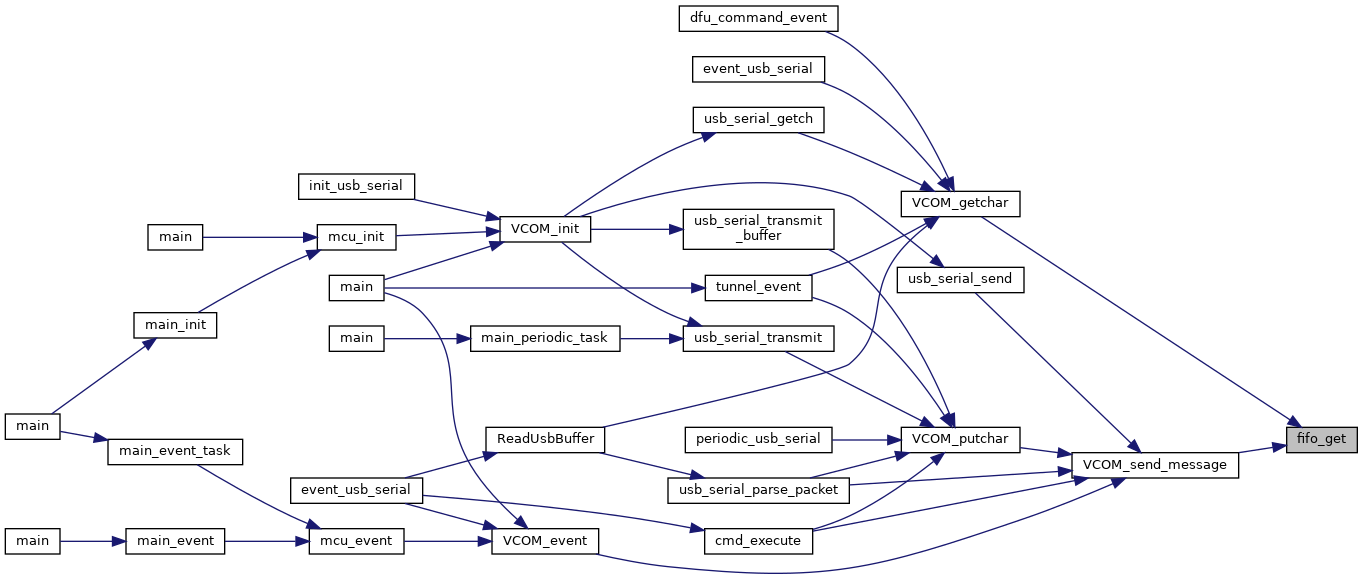 dfu_command_event
event_usb_serial
usb_serial_getch
init_usb_serial
VCOM_getchar
usb_serial_transmit
_buffer
VCOM_init
main
mcu_init
usb_serial_send
main
tunnel_event
main_init
main
main_periodic_task
usb_serial_transmit
main
ReadUsbBuffer
periodic_usb_serial
VCOM_putchar
fifo_get
main_event_task
VCOM_send_message
event_usb_serial
usb_serial_parse_packet
main
main_event
mcu_event
VCOM_event
cmd_execute